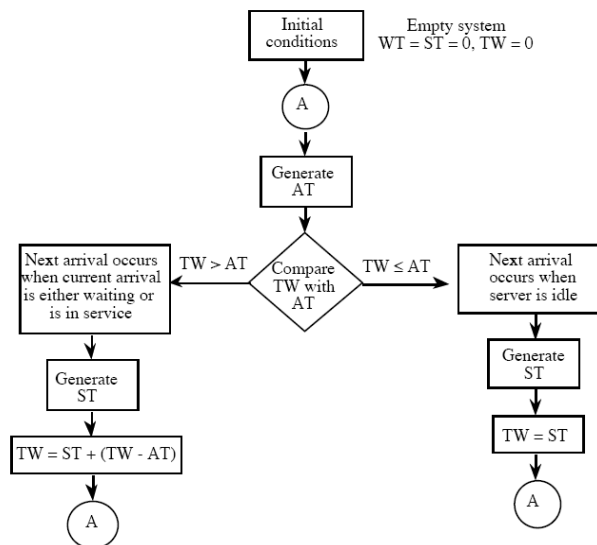 Initial
conditions
Empty system
WT = ST = 0, TW = 0
A
Generate
AT
Compare
TW with
AT
TW > AT
TW ≤ AT
Next arrival occurs
when current arrival
is either waiting or
is in service
Generate
ST
TW = ST + (TW - AT)
A
Next
arrival
occurs when
server is idle
Generate
ST
TW = ST
A